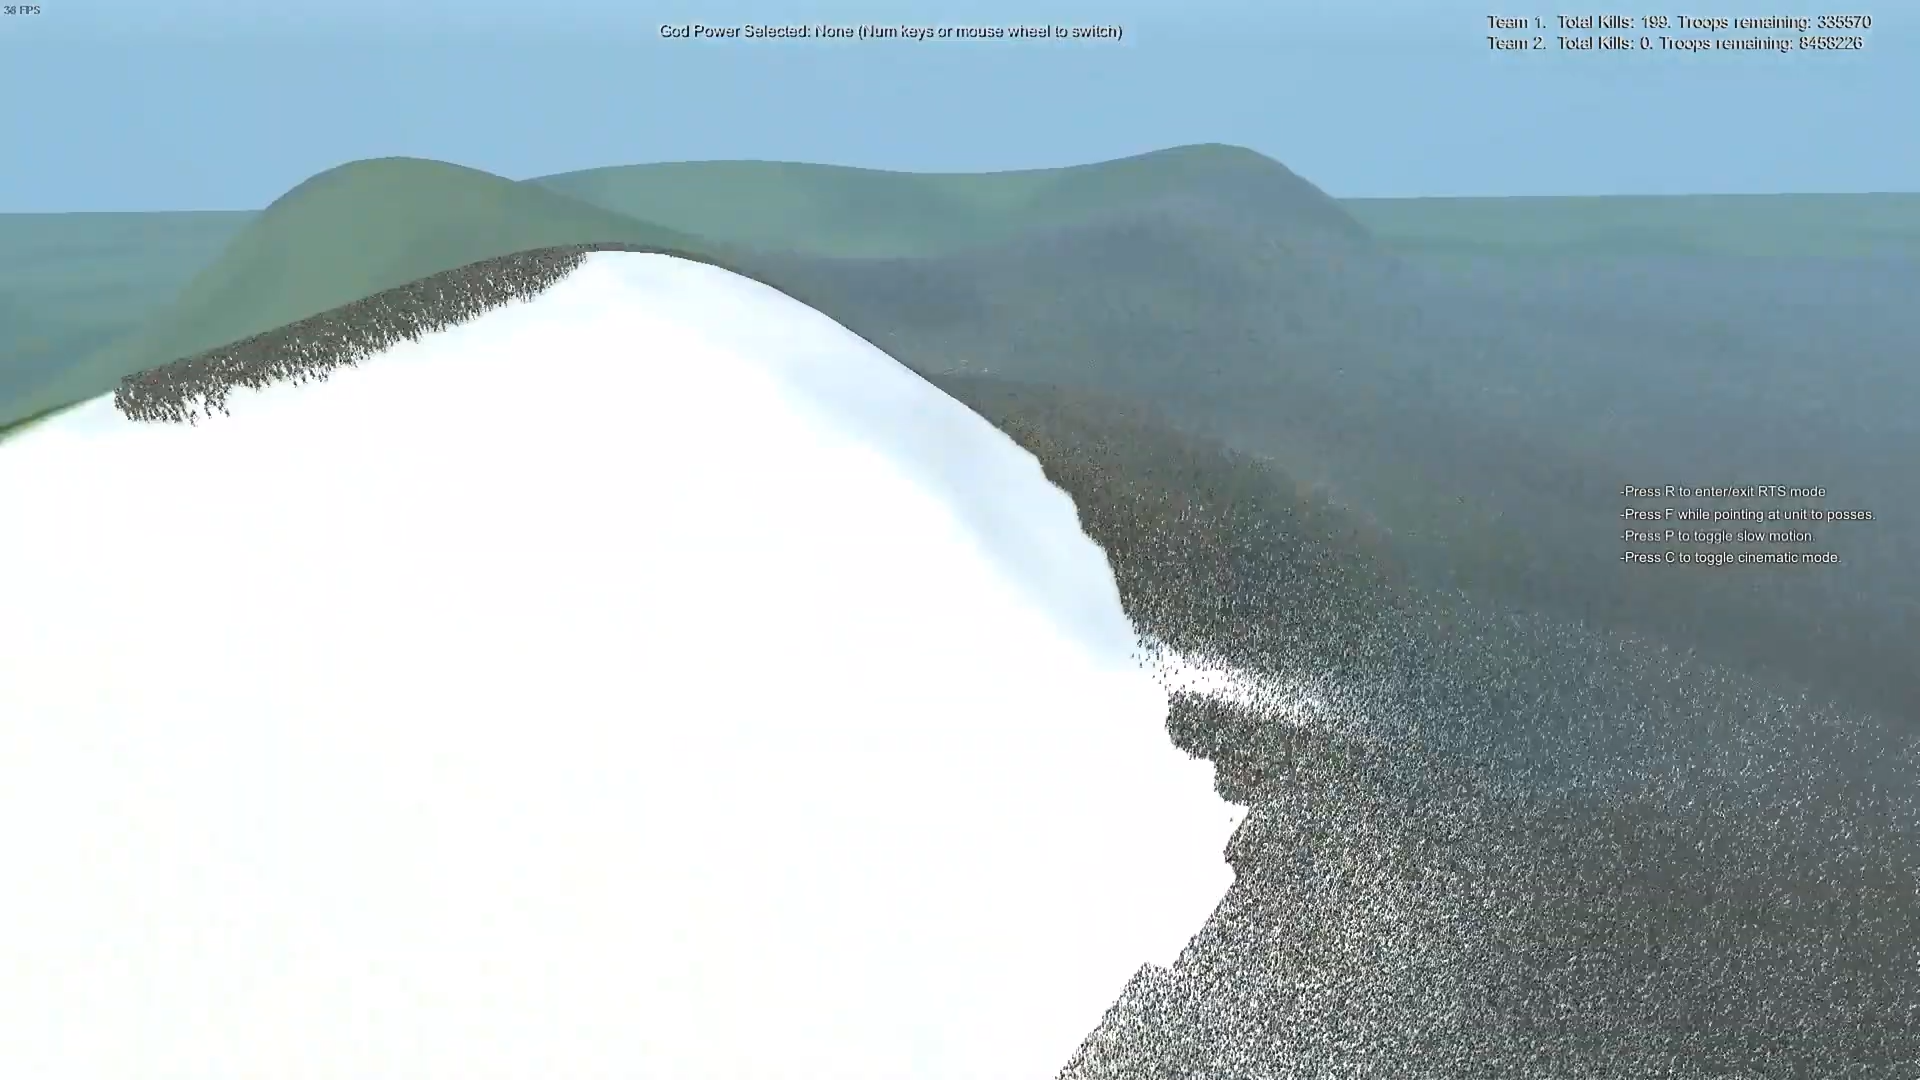 38 FPS
God Power Selected: None (Num keys or mouse wheel to switch)
Team 1.  Total Kills: 199. Troops remaining: 335570
Team 2.  Total Kills: 0. Troops remaining: 8458226
-Press R to enter/exit RTS mode
-Press F while pointing at unit to posses.
-Press P to toggle slow motion.
-Press C to toggle cinematic mode.